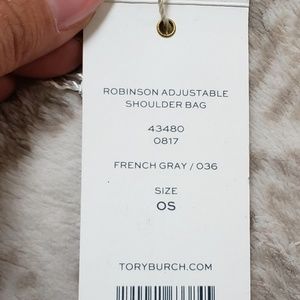 ROBINSON ADJUSTABLE
SHOULDER BAG
43480
0817
FRENCH GRAY / 036
SIZE
OS
TORYBURCH.COM